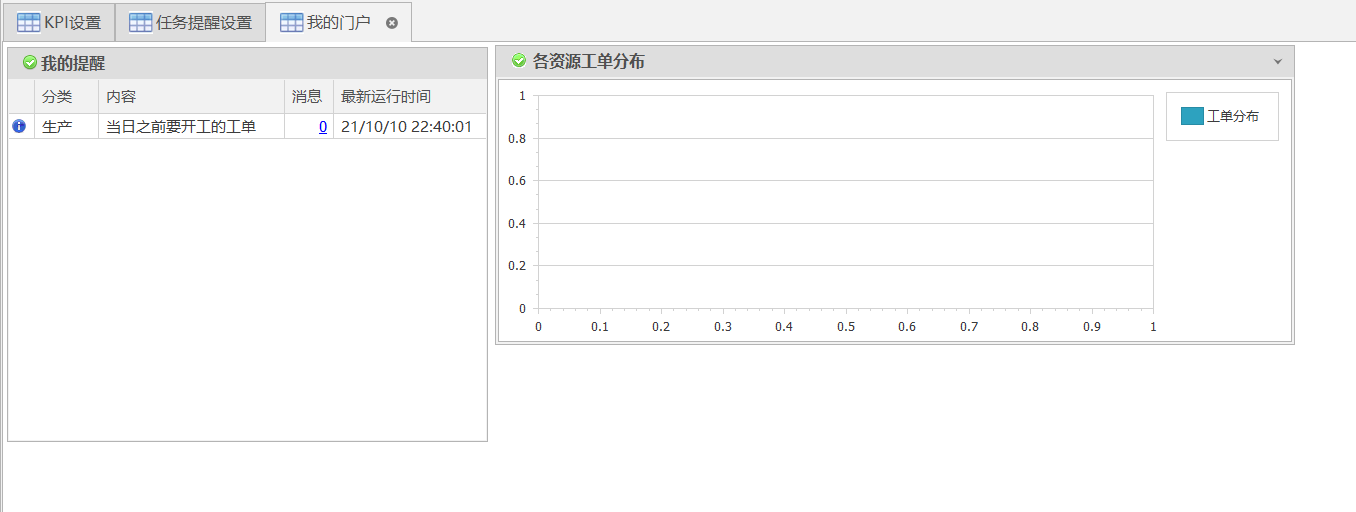 KPI设置 任务提醒设置 我的门户
我的提醒
分类 内容 消息 最新运行时间
生产 当日之前要开工的工单 0 21/10/10 22:40:01
各资源工单分布
1
0.8
0.6
0.4
0.2
0
0 0.1 0.2 0.3 0.4 0.5 0.6 0.7 0.8 0.9 1
工单分布